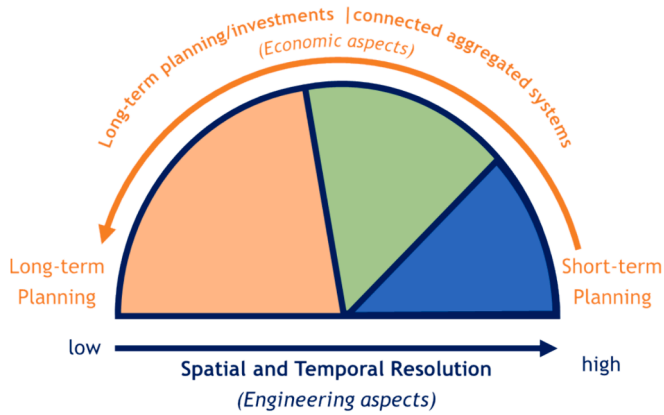 Long-term planning/investments |connected aggregated systems
(Economic aspects)
Long-term
Planning
Short-term
Planning
low
high
Spatial and Temporal Resolution
(Engineering aspects)